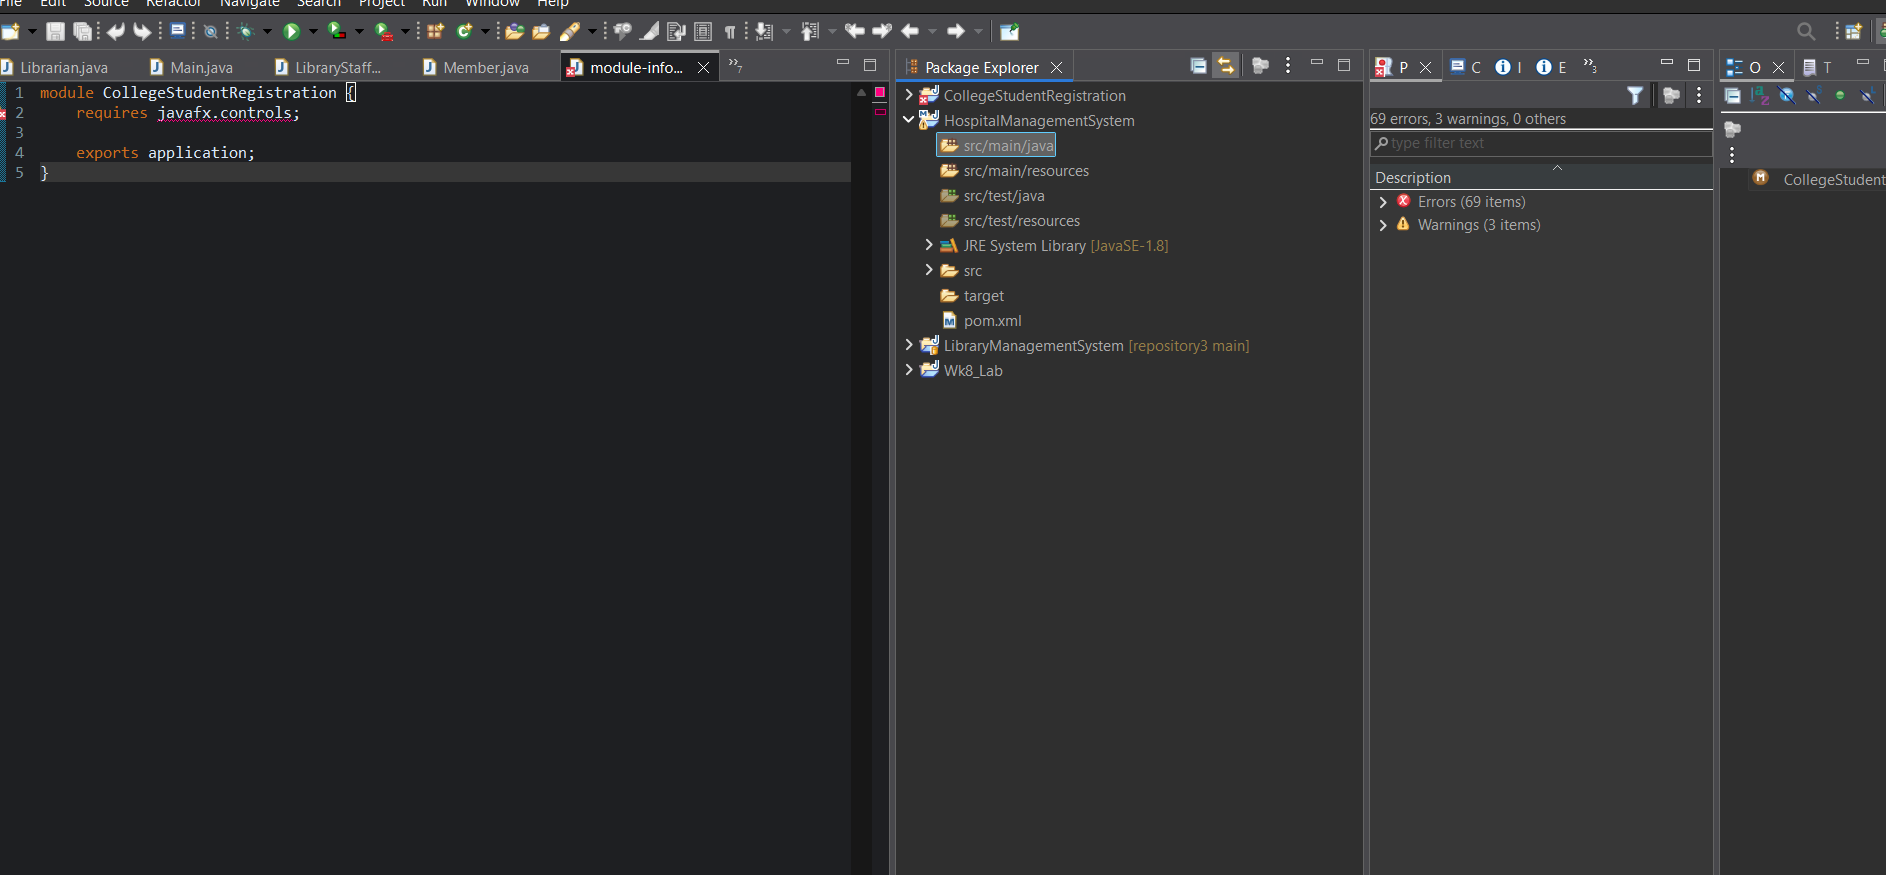 File Edit Source Refactor Navigate Search Project Run Window Help
Librarian.java
Main.java
LibraryStaff...
Member.java
module-info...
7
1 module CollegeStudentRegistration {
2 requires javafx.controls;
3
4 exports application;
5 }
Package Explorer
CollegeStudentRegistration
HospitalManagementSystem
src/main/java
src/main/resources
src/test/java
src/test/resources
JRE System Library [JavaSE-1.8]
src
target
pom.xml
LibraryManagementSystem [repository3 main]
Wk8_Lab
P
C
I
E
3
69 errors, 3 warnings, 0 others
type filter text
Description
Errors (69 items)
Warnings (3 items)
O
T
CollegeStudent